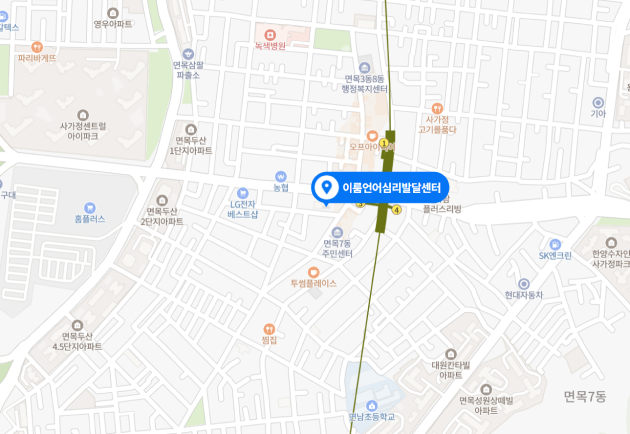 영우아파트
칼텍스
파리바게뜨
녹색병원
면목삼팔
파출소
면목3동8동
행정복지센터
사가정
고기를품다
기아
사가정센트럴
아이파크
면목두산
1단지아파트
1
농협
이룸언어심리발달센터
LG전자
베스트샵
4
플러스리빙
홈플러스
면목두산
2단지아파트
면목7동
주민센터
SK엔크린
한양수자인
사가정파크
투썸플레이스
현대자동차
찜집
면목두산
4.5단지아파트
대원칸타빌
아파트
면목성원상떼빌
아파트
면목7동
면남초등학교